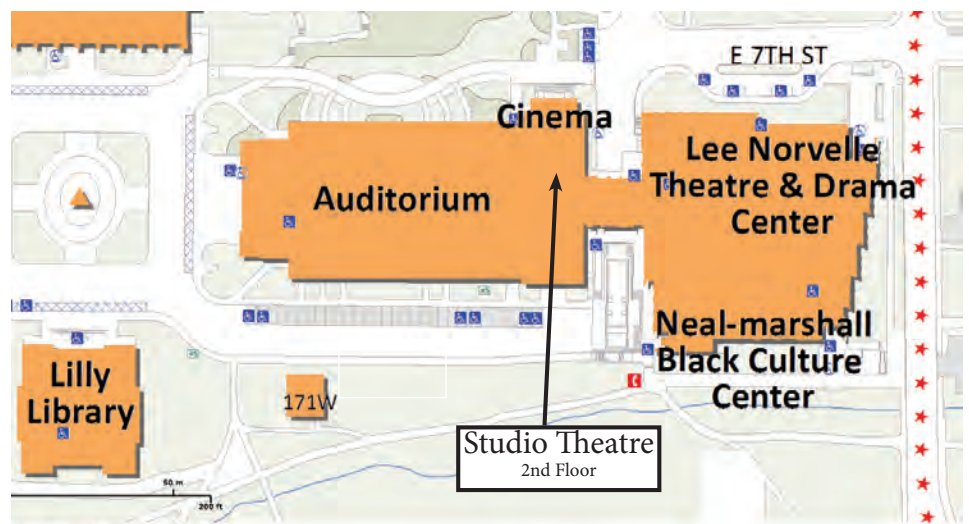 E 7TH ST
Cinema
Lee Norvelle
Theatre & Drama
Center
Auditorium
Neal-marshall
Black Culture
Center
Lilly
Library
171W
Studio Theatre
2nd Floor
50 m
200 ft